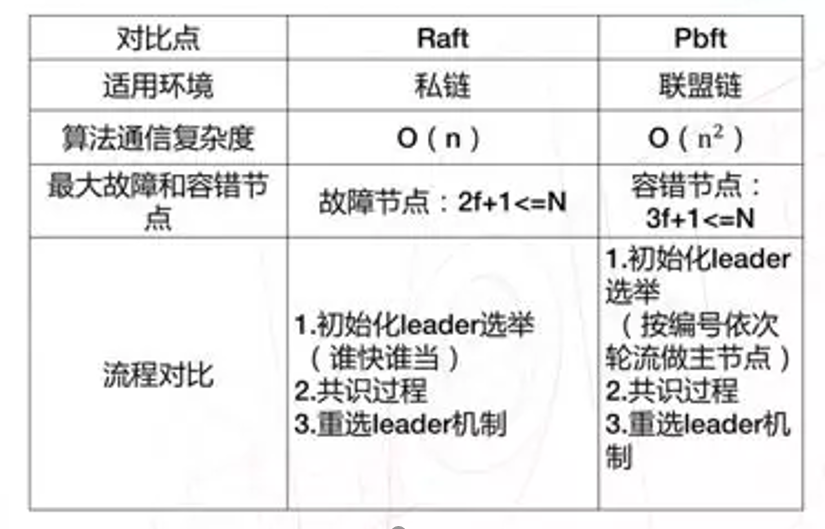 对比点 Raft Pbft
适用环境 私链 联盟链
算法通信复杂度 O（n） O（n²）
最大故障和容错节
点
故障节点：2f+1<=N
容错节点：
3f+1<=N
流程对比
1.初始化leader选举
（谁快谁当）
2.共识过程
3.重选leader机制
1.初始化leader
选举
（按编号依次
轮流做主节点）
2.共识过程
3.重选leader机
制